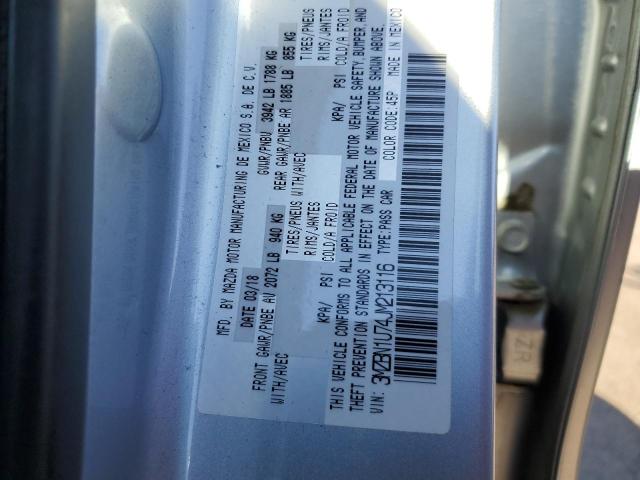 MFD. BY MAZDA MOTOR MANUFACTURING DE MEXICO S.A. DE C.V.
DATE 03/18 GVWR/PNBV 3942 LB 1788 KG
FRONT GAWR/PNBE AV 2072 LB 940 KG REAR GAWR/PNBE AR 1885 LB 855 KG
WITH/AVEC TIRES/PNEUS WITH/AVEC TIRES/PNEUS
RIMS/JANTES RIMS/JANTES
KPA/ PSI COLD/A FROID KPA/ PSI COLD/A FROID
THIS VEHICLE CONFORMS TO ALL APPLICABLE FEDERAL MOTOR VEHICLE SAFETY, BUMPER, AND
THEFT PREVENTION STANDARDS IN EFFECT ON THE DATE OF MANUFACTURE SHOWN ABOVE
VIN: 3MZBN1U74JM213116 TYPE:PASS CAR COLOR CODE:45P MADE IN MEXICO
ZR